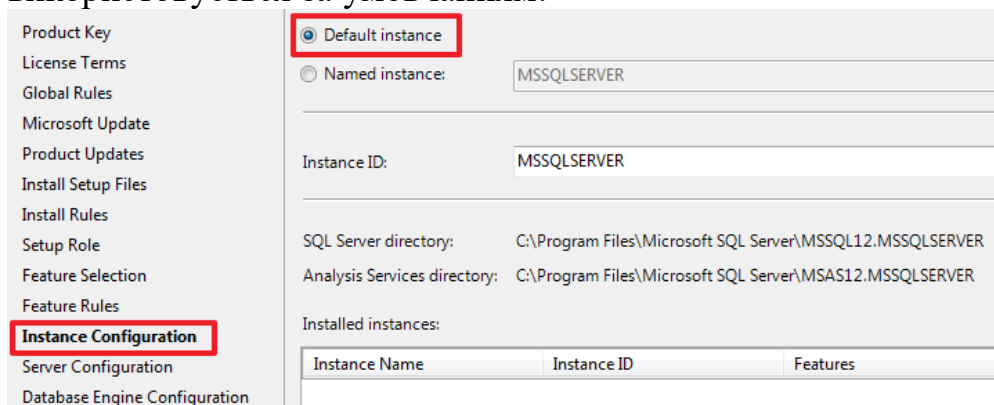 Product Key
License Terms
Global Rules
Microsoft Update
Product Updates
Install Setup Files
Install Rules
Setup Role
Feature Selection
Feature Rules
Instance Configuration
Server Configuration
Database Engine Configuration
Default instance
Named instance: MSSQLSERVER
Instance ID: MSSQLSERVER
SQL Server directory: C:\Program Files\Microsoft SQL Server\MSSQL12.MSSQLSERVER
Analysis Services directory: C:\Program Files\Microsoft SQL Server\MSAS12.MSSQLSERVER
Installed instances:
Instance Name Instance ID Features